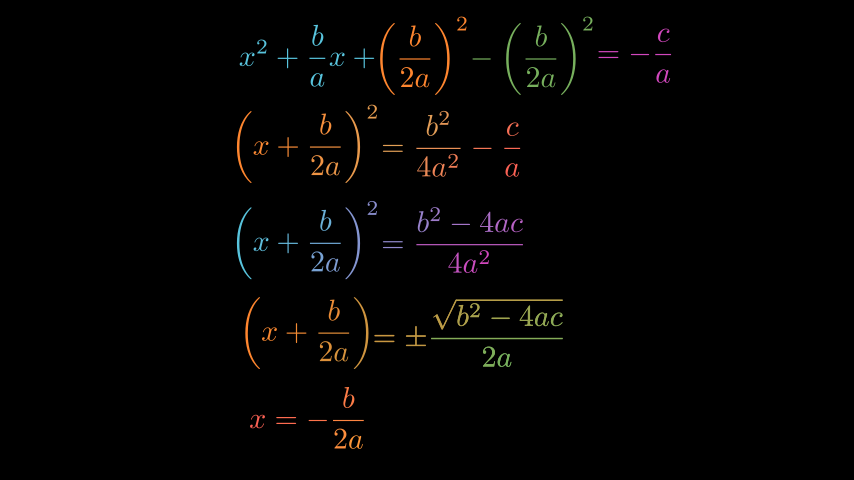 x² + b/a x + (b/2a)² − (b/2a)² = − c/a
(x + b/2a)² = b²/4a² − c/a
(x + b/2a)² = b² − 4ac/4a²
(x + b/2a) = ± √(b² − 4ac)/2a
x = − b/2a